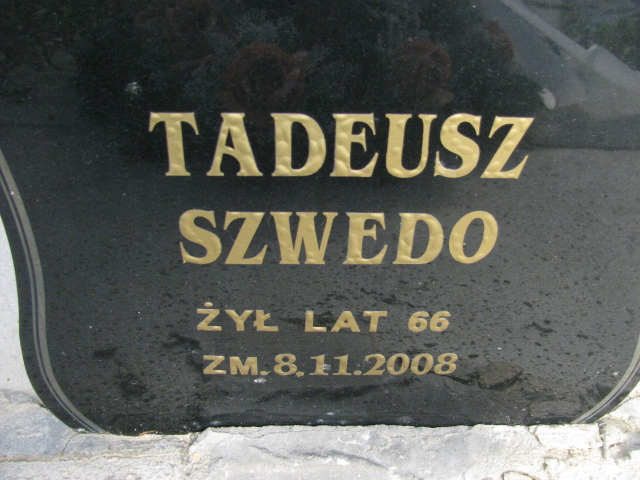 TADEUSZ
SZWEDO
ŻYŁ LAT 66
ZM. 8.11.2008